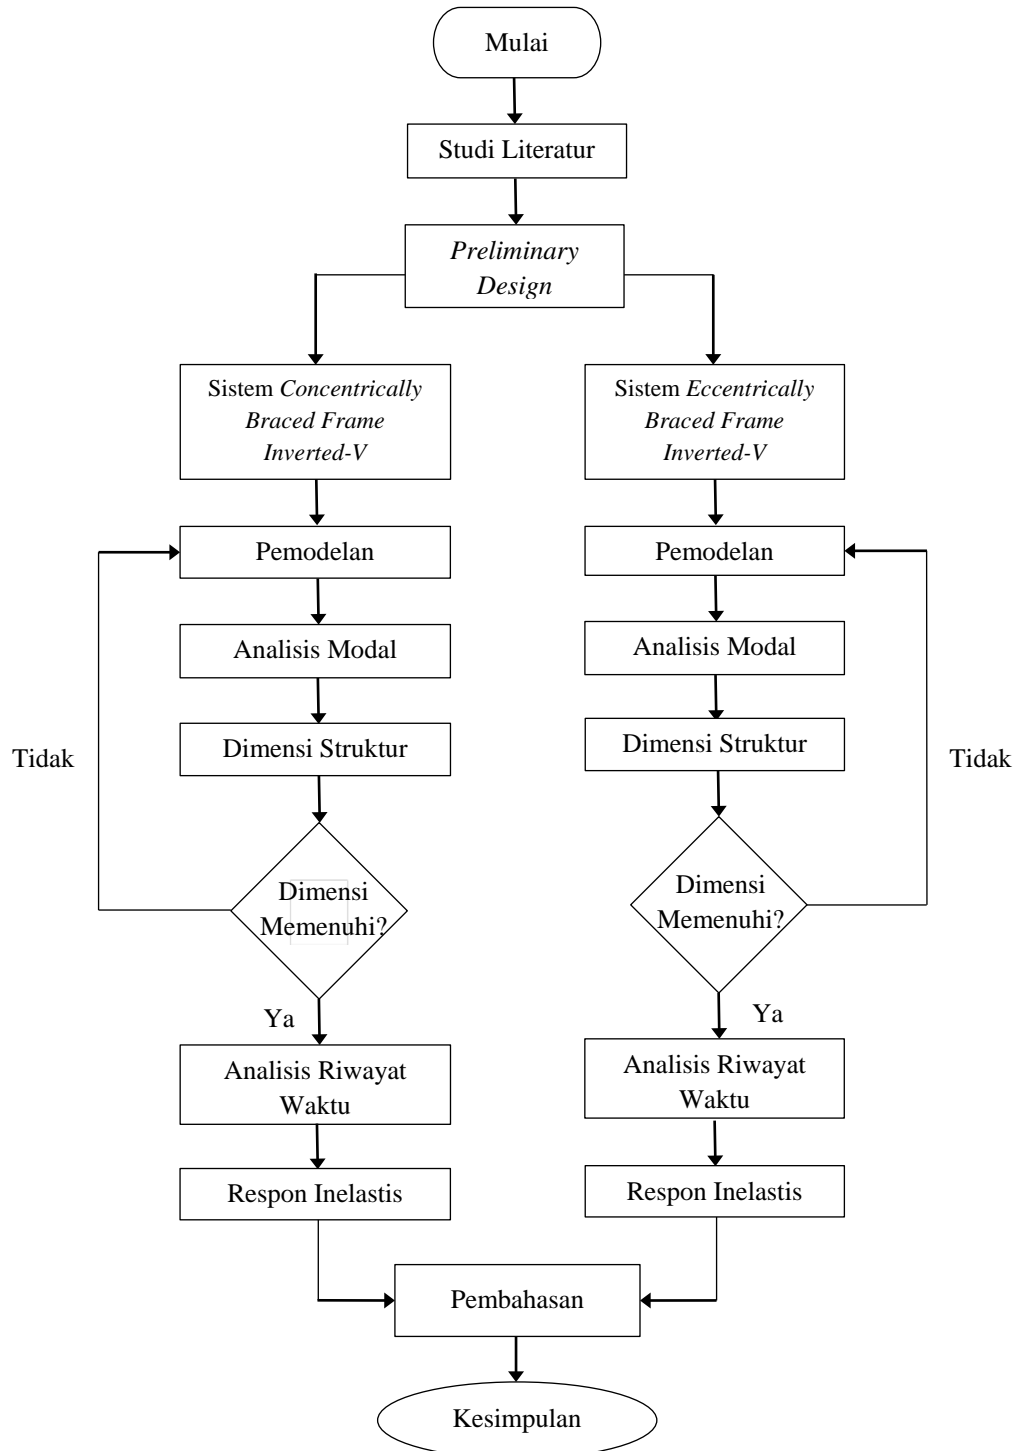 Mulai
Studi Literatur
Preliminary
Design
Sistem Concentrically
Braced Frame
Inverted-V
Sistem Eccentrically
Braced Frame
Inverted-V
Pemodelan
Pemodelan
Analisis Modal
Analisis Modal
Dimensi Struktur
Dimensi Struktur
Tidak
Tidak
Dimensi
Memenuhi?
Dimensi
Memenuhi?
Ya
Ya
Analisis Riwayat
Waktu
Analisis Riwayat
Waktu
Respon Inelastis
Respon Inelastis
Pembahasan
Kesimpulan